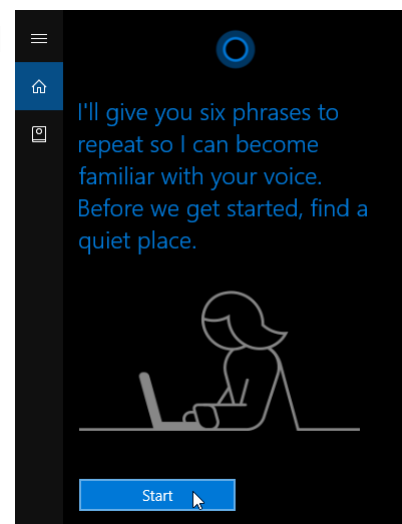 I'll give you six phrases to
repeat so I can become
familiar with your voice.
Before we get started, find a
quiet place.
Start